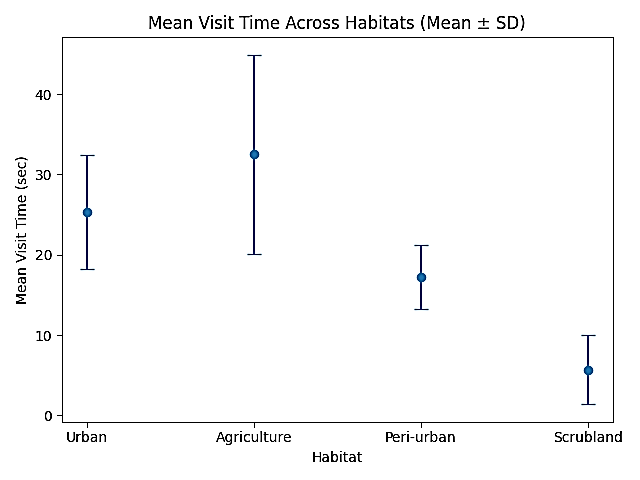 Mean Visit Time Across Habitats (Mean ± SD)
Mean Visit Time (sec)
40
30
20
10
0
Urban Agriculture Peri-urban Scrubland
Habitat